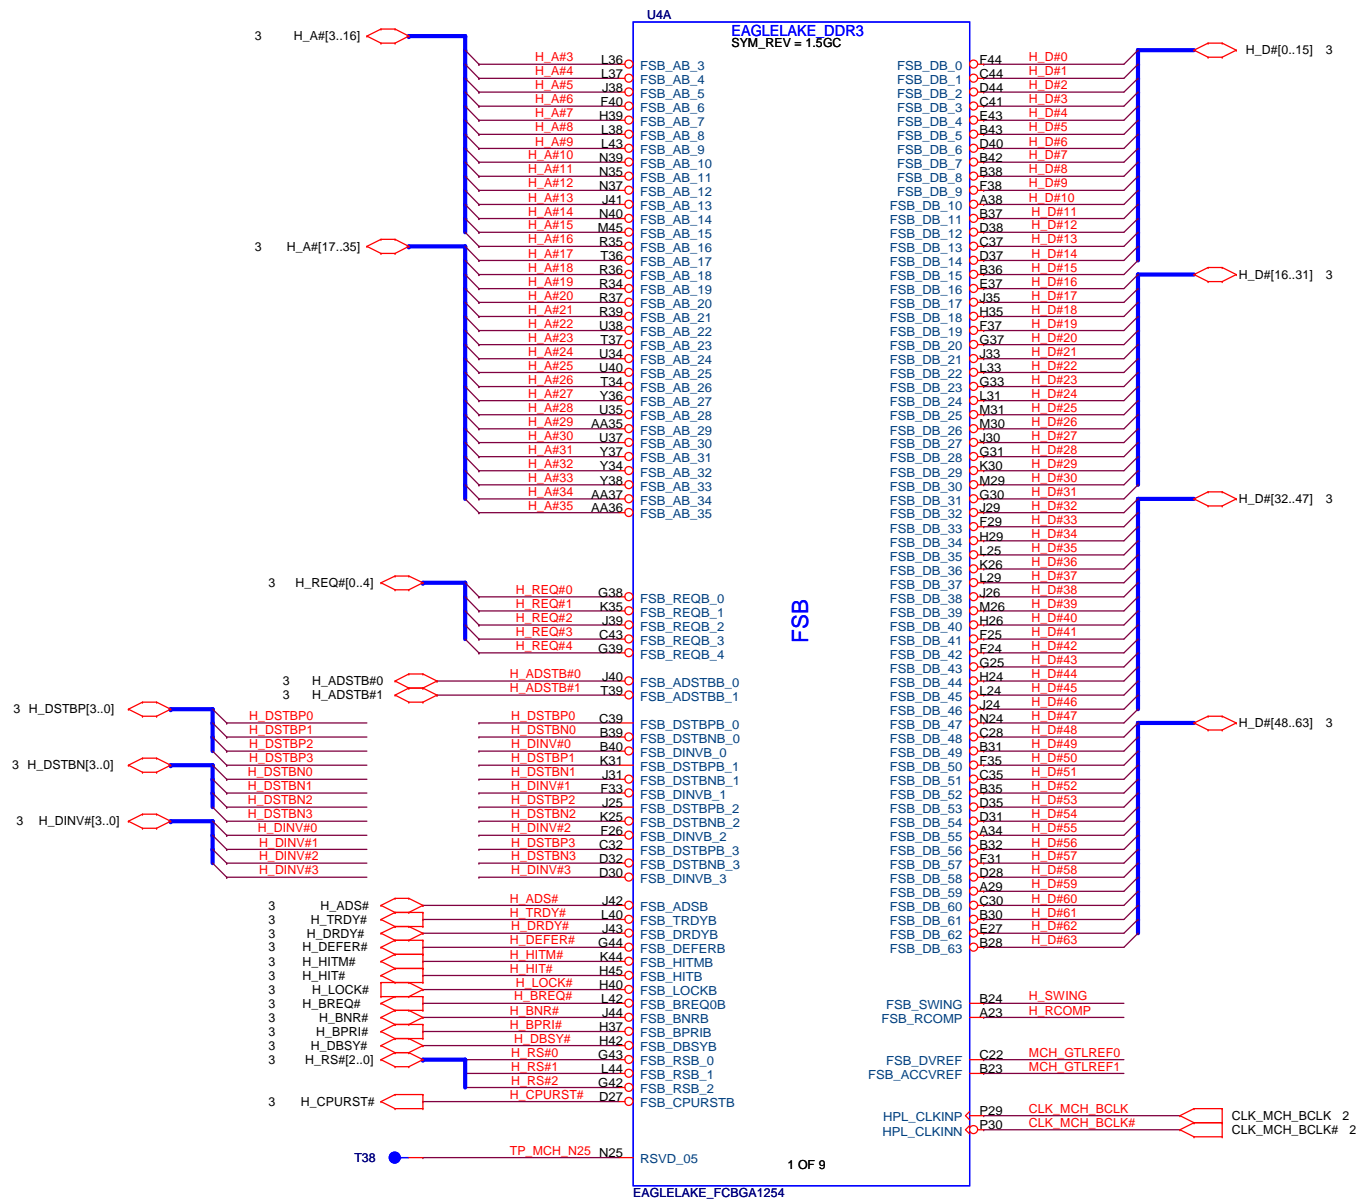 U4A
EAGLELAKE_DDR3
SYM_REV = 1.5GC
3 H_A#[3..16]
H_A#3 L36 FSB_AB_3
H_A#4 L37 FSB_AB_4
H_A#5 J38 FSB_AB_5
H_A#6 F40 FSB_AB_6
H_A#7 H39 FSB_AB_7
H_A#8 L38 FSB_AB_8
H_A#9 L43 FSB_AB_9
H_A#10 N39 FSB_AB_10
H_A#11 N35 FSB_AB_11
H_A#12 N37 FSB_AB_12
H_A#13 J41 FSB_AB_13
H_A#14 N40 FSB_AB_14
H_A#15 M45 FSB_AB_15
H_A#16 R35 FSB_AB_16
3 H_A#[17..35]
H_A#17 T36 FSB_AB_17
H_A#18 R36 FSB_AB_18
H_A#19 R34 FSB_AB_19
H_A#20 R37 FSB_AB_20
H_A#21 R39 FSB_AB_21
H_A#22 U38 FSB_AB_22
H_A#23 T37 FSB_AB_23
H_A#24 U34 FSB_AB_24
H_A#25 U40 FSB_AB_25
H_A#26 T34 FSB_AB_26
H_A#27 Y36 FSB_AB_27
H_A#28 U35 FSB_AB_28
H_A#29 AA35 FSB_AB_29
H_A#30 U37 FSB_AB_30
H_A#31 Y37 FSB_AB_31
H_A#32 Y34 FSB_AB_32
H_A#33 Y38 FSB_AB_33
H_A#34 AA37 FSB_AB_34
H_A#35 AA36 FSB_AB_35
3 H_REQ#[0..4]
H_REQ#0 G38 FSB_REQB_0
H_REQ#1 K35 FSB_REQB_1
H_REQ#2 J39 FSB_REQB_2
H_REQ#3 C43 FSB_REQB_3
H_REQ#4 G39 FSB_REQB_4
3 H_ADSTB#0 H_ADSTB#0 J40 FSB_ADSTBB_0
3 H_ADSTB#1 H_ADSTB#1 T39 FSB_ADSTBB_1
3 H_DSTBP[3..0]
H_DSTBP0
H_DSTBP1
H_DSTBP2
H_DSTBP3
3 H_DSTBN[3..0]
H_DSTBN0
H_DSTBN1
H_DSTBN2
H_DSTBN3
3 H_DINV#[3..0]
H_DINV#0
H_DINV#1
H_DINV#2
H_DINV#3
H_DSTBP0 C39 FSB_DSTBPB_0
H_DSTBN0 B39 FSB_DSTBNB_0
H_DINV#0 B40 FSB_DINVB_0
H_DSTBP1 K31 FSB_DSTBPB_1
H_DSTBN1 J31 FSB_DSTBNB_1
H_DINV#1 F33 FSB_DINVB_1
H_DSTBP2 J25 FSB_DSTBPB_2
H_DSTBN2 K25 FSB_DSTBNB_2
H_DINV#2 F26 FSB_DINVB_2
H_DSTBP3 C32 FSB_DSTBPB_3
H_DSTBN3 D32 FSB_DSTBNB_3
H_DINV#3 D30 FSB_DINVB_3
3 H_ADS# H_ADS# J42 FSB_ADSB
3 H_TRDY# H_TRDY# L40 FSB_TRDYB
3 H_DRDY# H_DRDY# J43 FSB_DRDYB
3 H_DEFER# H_DEFER# G44 FSB_DEFERB
3 H_HITM# H_HITM# K44 FSB_HITMB
3 H_HIT# H_HIT# H45 FSB_HITB
3 H_LOCK# H_LOCK# H40 FSB_LOCKB
3 H_BREQ# H_BREQ# L42 FSB_BREQ0B
3 H_BNR# H_BNR# J44 FSB_BNRB
3 H_BPRI# H_BPRI# H37 FSB_BPRIB
3 H_DBSY# H_DBSY# H42 FSB_DBSYB
3 H_RS#[2..0] H_RS#0 G43 FSB_RSB_0
H_RS#1 L44 FSB_RSB_1
H_RS#2 G42 FSB_RSB_2
3 H_CPURST# H_CPURST# D27 FSB_CPURSTB
T38 TP_MCH_N25 N25 RSVD_05
FSB
FSB_DB_0 F44 H_D#0
H_D#[0..15] 3
FSB_DB_1 C44 H_D#1
FSB_DB_2 D44 H_D#2
FSB_DB_3 C41 H_D#3
FSB_DB_4 E43 H_D#4
FSB_DB_5 B43 H_D#5
FSB_DB_6 D40 H_D#6
FSB_DB_7 B42 H_D#7
FSB_DB_8 B38 H_D#8
FSB_DB_9 F38 H_D#9
FSB_DB_10 A38 H_D#10
FSB_DB_11 B37 H_D#11
FSB_DB_12 D38 H_D#12
FSB_DB_13 C37 H_D#13
FSB_DB_14 D37 H_D#14
FSB_DB_15 B36 H_D#15
H_D#[16..31] 3
FSB_DB_16 E37 H_D#16
FSB_DB_17 J35 H_D#17
FSB_DB_18 H35 H_D#18
FSB_DB_19 F37 H_D#19
FSB_DB_20 G37 H_D#20
FSB_DB_21 J33 H_D#21
FSB_DB_22 L33 H_D#22
FSB_DB_23 G33 H_D#23
FSB_DB_24 L31 H_D#24
FSB_DB_25 M31 H_D#25
FSB_DB_26 M30 H_D#26
FSB_DB_27 J30 H_D#27
FSB_DB_28 G31 H_D#28
FSB_DB_29 K30 H_D#29
FSB_DB_30 M29 H_D#30
FSB_DB_31 G30 H_D#31
H_D#[32..47] 3
FSB_DB_32 J29 H_D#32
FSB_DB_33 F29 H_D#33
FSB_DB_34 H29 H_D#34
FSB_DB_35 L25 H_D#35
FSB_DB_36 K26 H_D#36
FSB_DB_37 L29 H_D#37
FSB_DB_38 J26 H_D#38
FSB_DB_39 M26 H_D#39
FSB_DB_40 H26 H_D#40
FSB_DB_41 F25 H_D#41
FSB_DB_42 F24 H_D#42
FSB_DB_43 G25 H_D#43
FSB_DB_44 H24 H_D#44
FSB_DB_45 L24 H_D#45
FSB_DB_46 J24 H_D#46
FSB_DB_47 N24 H_D#47
H_D#[48..63] 3
FSB_DB_48 C28 H_D#48
FSB_DB_49 B31 H_D#49
FSB_DB_50 F35 H_D#50
FSB_DB_51 C35 H_D#51
FSB_DB_52 B35 H_D#52
FSB_DB_53 D35 H_D#53
FSB_DB_54 D31 H_D#54
FSB_DB_55 A34 H_D#55
FSB_DB_56 B32 H_D#56
FSB_DB_57 F31 H_D#57
FSB_DB_58 D28 H_D#58
FSB_DB_59 A29 H_D#59
FSB_DB_60 C30 H_D#60
FSB_DB_61 B30 H_D#61
FSB_DB_62 E27 H_D#62
FSB_DB_63 B28 H_D#63
FSB_SWING B24 H_SWING
FSB_RCOMP A23 H_RCOMP
FSB_DVREF C22 MCH_GTLREF0
FSB_ACCVREF B23 MCH_GTLREF1
HPL_CLKINP P29 CLK_MCH_BCLK CLK_MCH_BCLK 2
HPL_CLKINN P30 CLK_MCH_BCLK# CLK_MCH_BCLK# 2
1 OF 9
EAGLELAKE_FCBGA1254